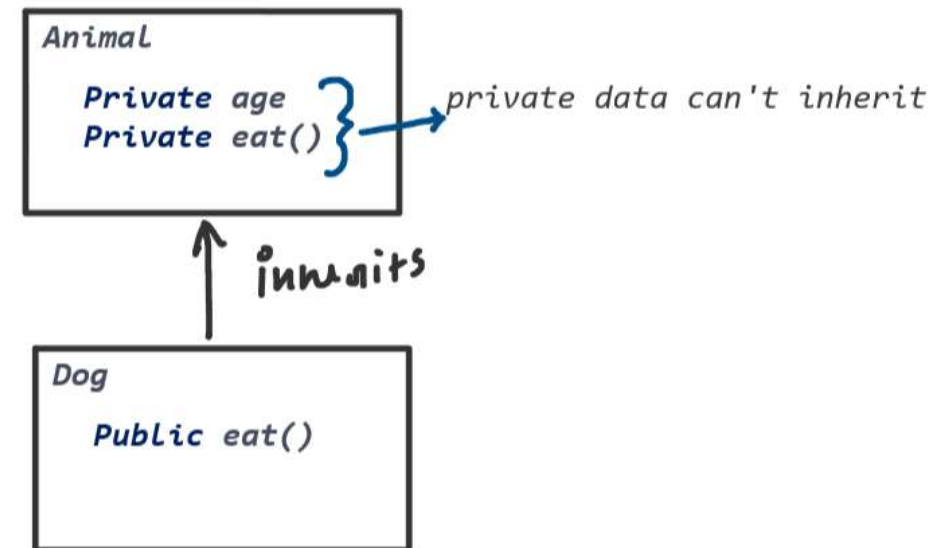 Animal
Private age
Private eat()
private data can't inherit
inherits
Dog
Public eat()